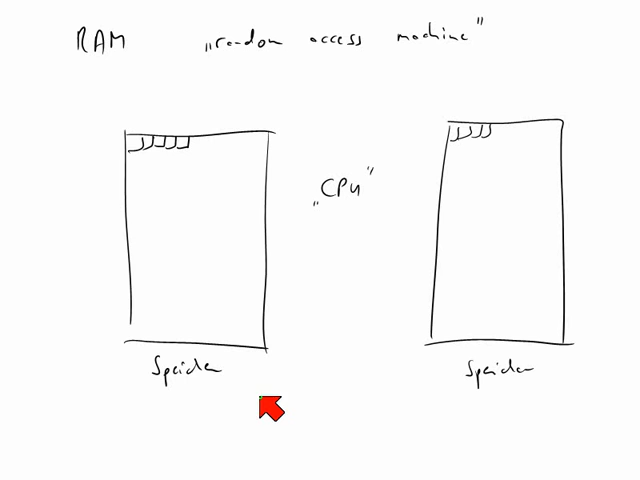 RAM „random access machine"
„CPU"
Speicher Speicher